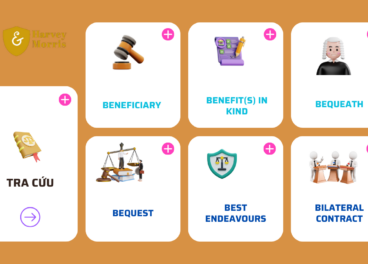 &
BENEFICIARY
BENEFIT(S) IN
KIND
BEQUEATH
TRA CỨU
BEQUEST
BEST
ENDEAVOURS
BILATERAL
CONTRACT